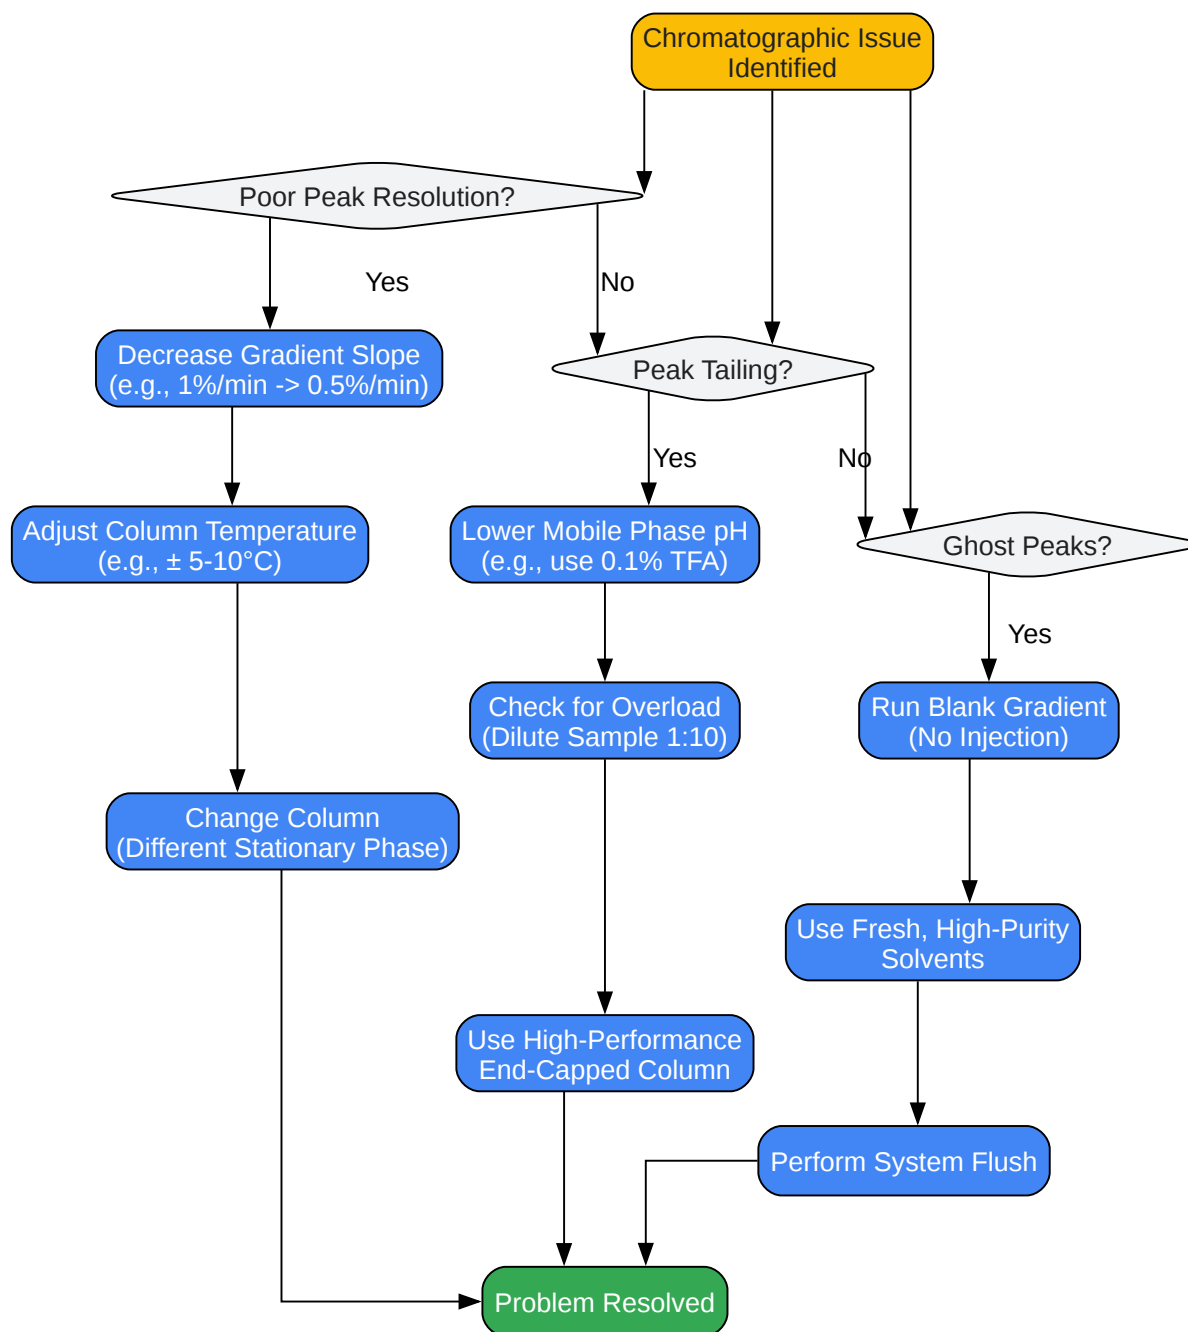 Chromatographic Issue
Identified
Poor Peak Resolution?
Yes
No
Decrease Gradient Slope
(e.g., 1%/min -> 0.5%/min)
Peak Tailing?
Yes
No
Adjust Column Temperature
(e.g., ± 5-10°C)
Lower Mobile Phase pH
(e.g., use 0.1% TFA)
Ghost Peaks?
Yes
Check for Overload
(Dilute Sample 1:10)
Run Blank Gradient
(No Injection)
Change Column
(Different Stationary Phase)
Use Fresh, High-Purity
Solvents
Use High-Performance
End-Capped Column
Perform System Flush
Problem Resolved